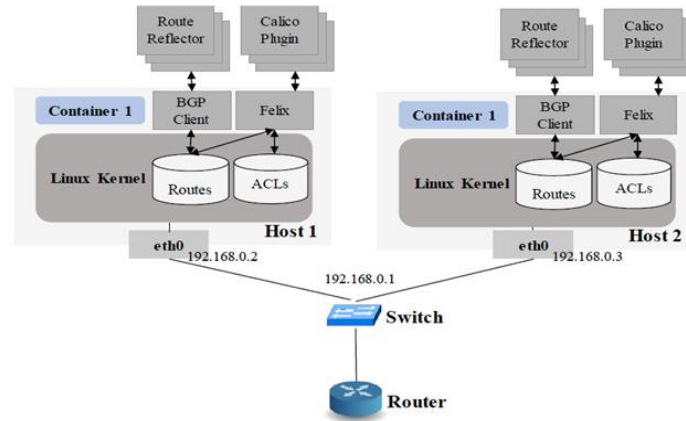 Route
Reflector
Calico
Plugin
Container 1
BGP
Client
Felix
Linux Kernel
Routes
ACLs
Host 1
eth0
192.168.0.2
Route
Reflector
Calico
Plugin
Container 1
BGP
Client
Felix
Linux Kernel
Routes
ACLs
Host 2
eth0
192.168.0.3
192.168.0.1
Switch
Router